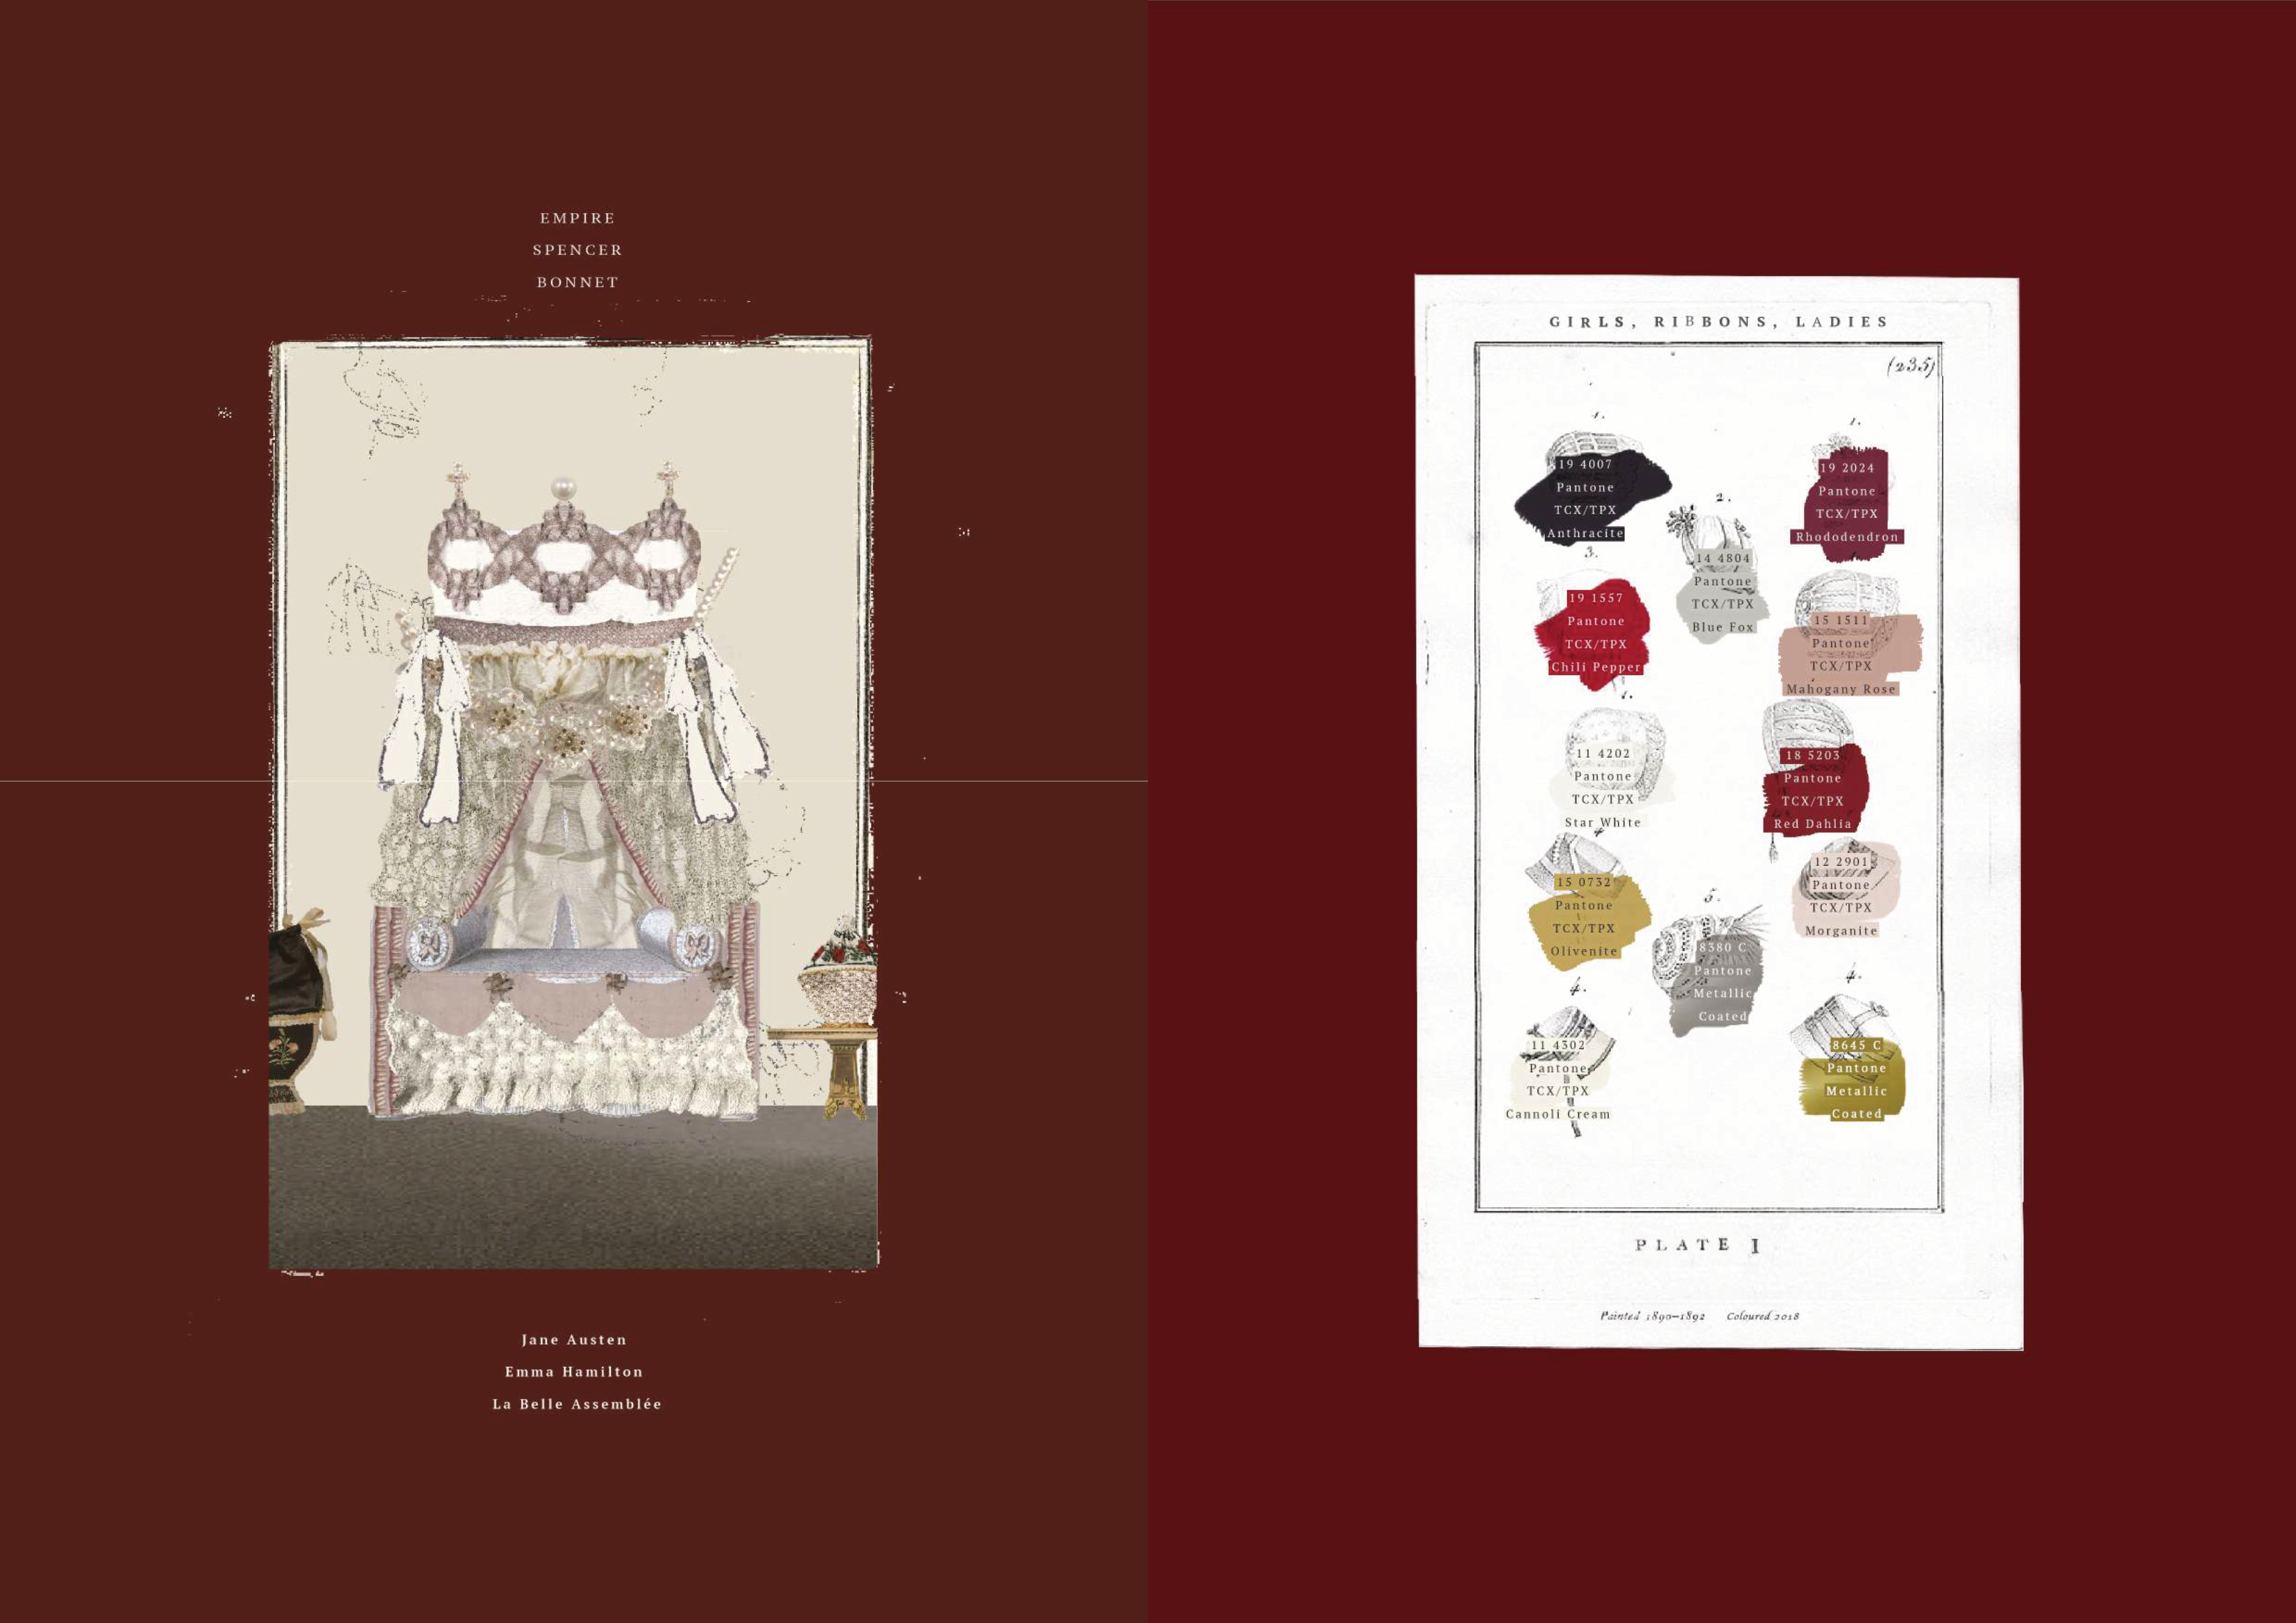 EMPIRE
SPENCER
BONNET
Jane Austen
Emma Hamilton
La Belle Assemblée
GIRLS, RIBBONS, LADIES
(235)
1.
19 4007
Pantone
TCX/TPX
Anthracite
1.
19 2024
Pantone
TCX/TPX
Rhododendron
2.
14 4804
Pantone
TCX/TPX
Blue Fox
3.
19 1557
Pantone
TCX/TPX
Chili Pepper
15 1511
Pantone
TCX/TPX
Mahogany Rose
11 4202
Pantone
TCX/TPX
Star White
18 5203
Pantone
TCX/TPX
Red Dahlia
4
15 0732
Pantone
TCX/TPX
Olivenite
12 2901
Pantone
TCX/TPX
Morganite
5.
8380 C
Pantone
Metallic
Coated
4.
11 4302
Pantone
TCX/TPX
Cannoli Cream
4.
8645 C
Pantone
Metallic
Coated
PLATE I
Painted 1890–1892 Coloured 2018